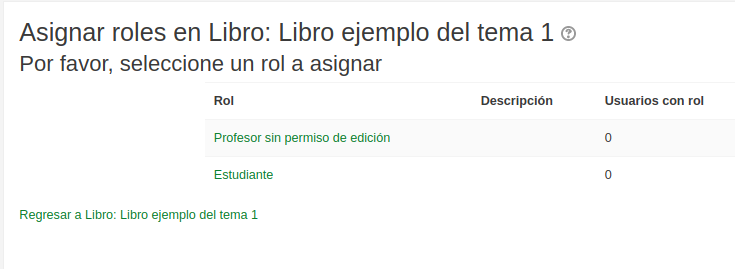 Asignar roles en Libro: Libro ejemplo del tema 1
Por favor, seleccione un rol a asignar
Rol Descripción Usuarios con rol
Profesor sin permiso de edición 0
Estudiante 0
Regresar a Libro: Libro ejemplo del tema 1